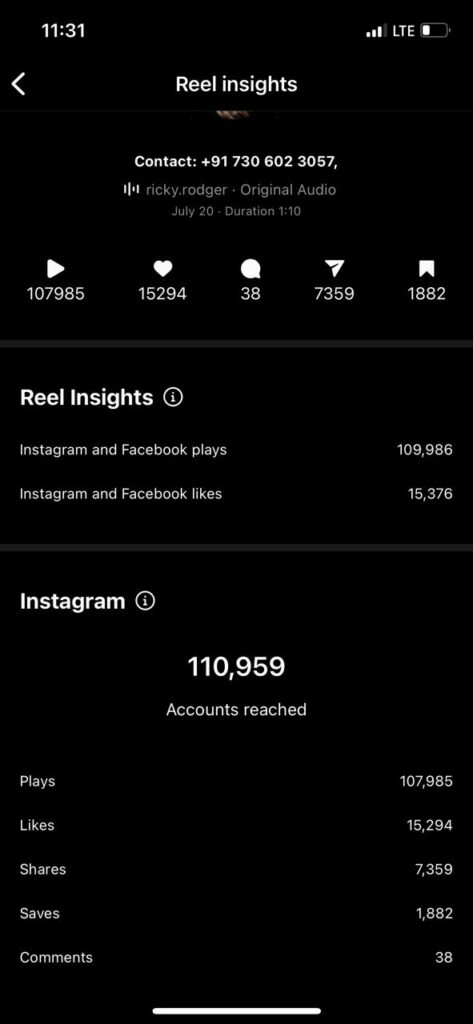 11:31 LTE
Reel insights
Contact: +91 730 602 3057,
ricky.rodger · Original Audio
July 20 · Duration 1:10
107985 15294 38 7359 1882
Reel Insights
Instagram and Facebook plays 109,986
Instagram and Facebook likes 15,376
Instagram
110,959
Accounts reached
Plays 107,985
Likes 15,294
Shares 7,359
Saves 1,882
Comments 38